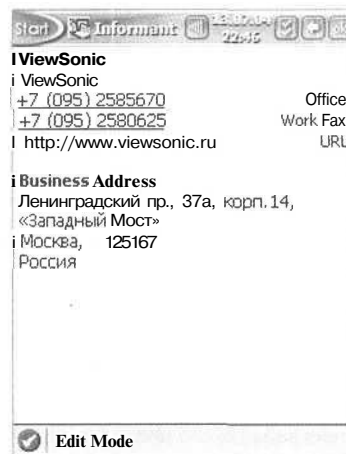 Start Informant
22:45
ViewSonic
ViewSonic
+7 (095) 2585670 Office
+7 (095) 2580625 Work Fax
http://www.viewsonic.ru URL
Business Address
Ленинградский пр., 37а, корп.14,
«Западный Мост»
Москва, 125167
Россия
Edit Mode